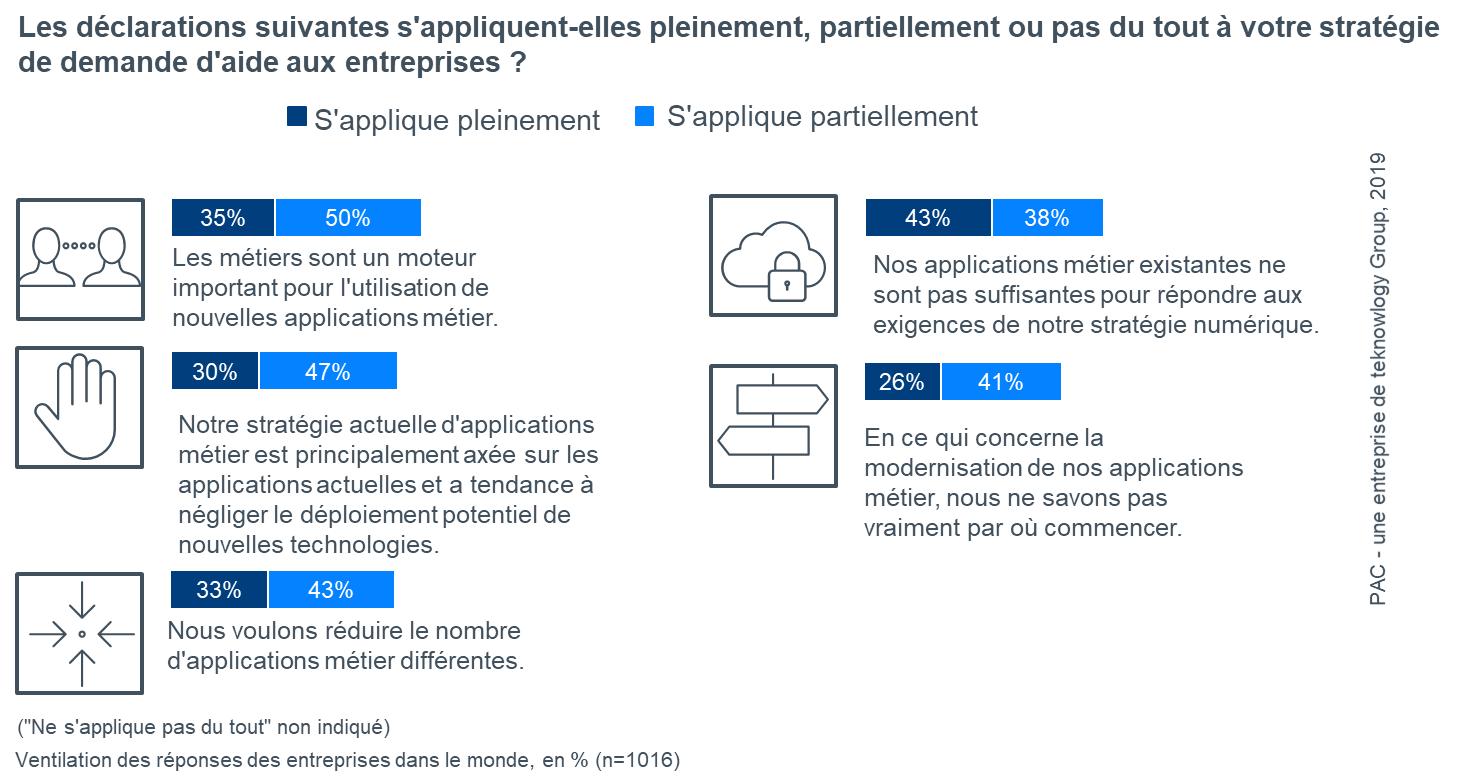 Les déclarations suivantes s'appliquent-elles pleinement, partiellement ou pas du tout à votre stratégie
de demande d'aide aux entreprises ?
S'applique pleinement
S'applique partiellement
35%
50%
Les métiers sont un moteur
important pour l'utilisation de
nouvelles applications métier.
30%
47%
Notre stratégie actuelle d'applications
métier est principalement axée sur les
applications actuelles et a tendance à
négliger le déploiement potentiel de
nouvelles technologies.
33%
43%
Nous voulons réduire le nombre
d'applications métier différentes.
43%
38%
Nos applications métier existantes ne
sont pas suffisantes pour répondre aux
exigences de notre stratégie numérique.
26%
41%
En ce qui concerne la
modernisation de nos applications
métier, nous ne savons pas
vraiment par où commencer.
PAC - une entreprise de teknowlogy Group, 2019
("Ne s'applique pas du tout" non indiqué)
Ventilation des réponses des entreprises dans le monde, en % (n=1016)